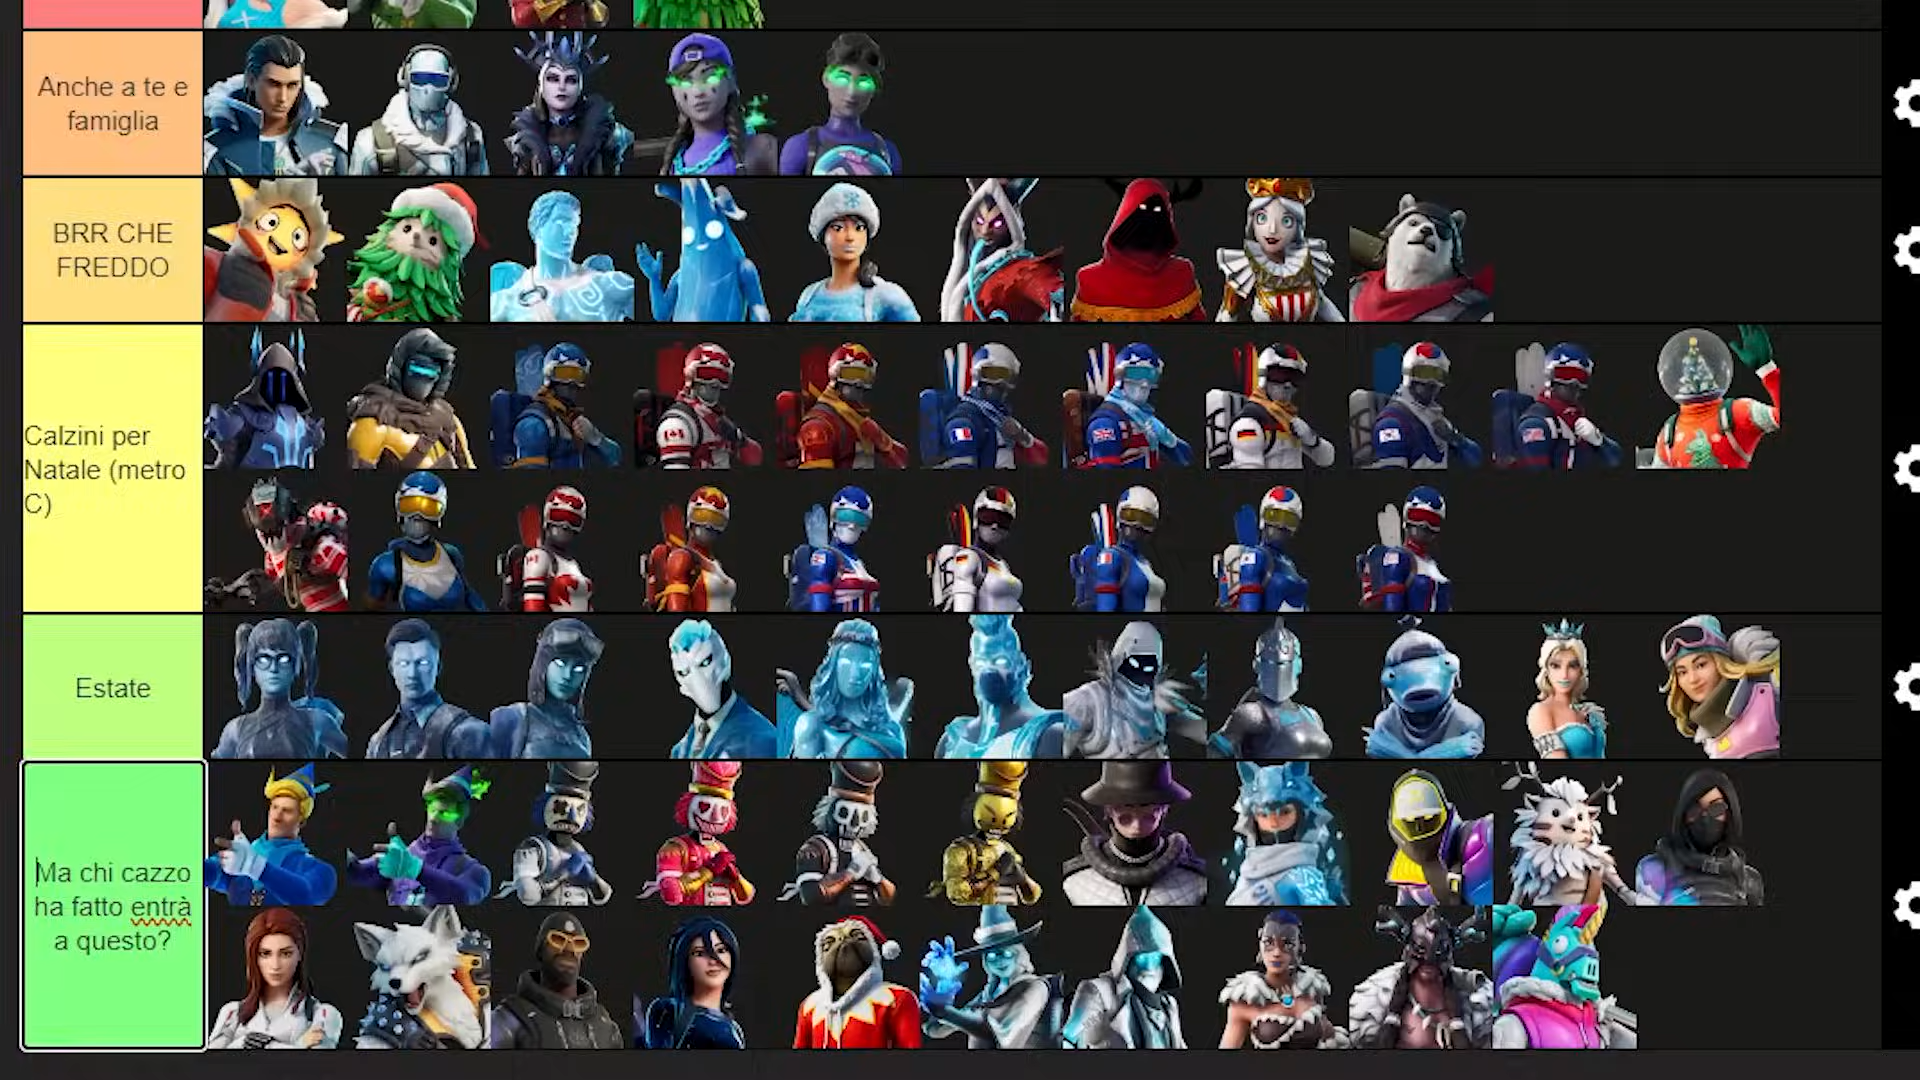 Anche a te e
famiglia
BRR CHE
FREDDO
Calzini per
Natale (metro
C)
Estate
Ma chi cazzo
ha fatto entrà
a questo?